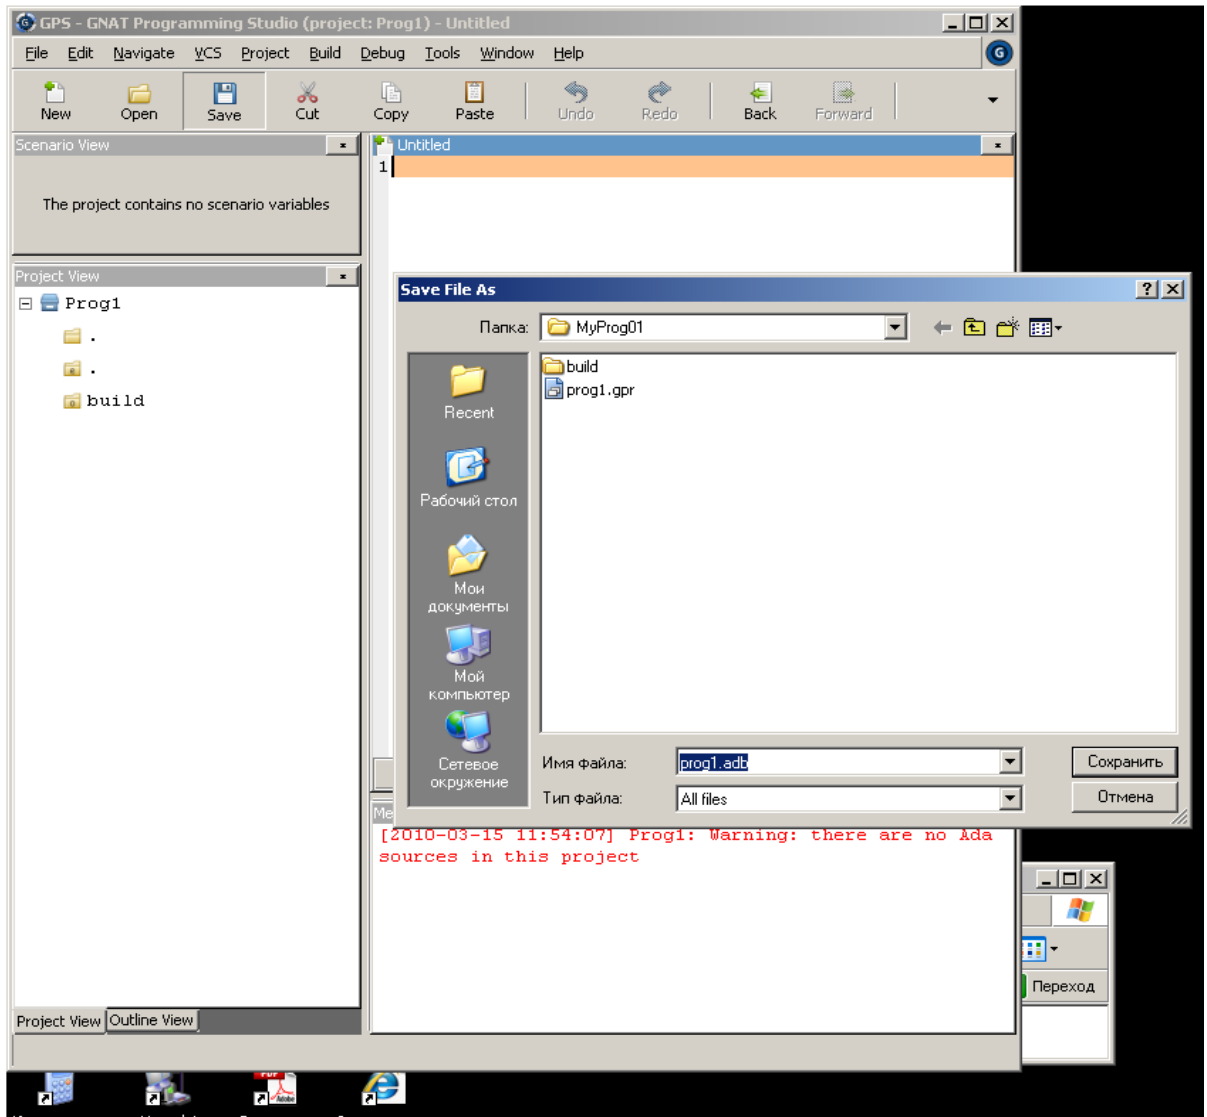 GPS - GNAT Programming Studio (project: Prog1) - Untitled
File Edit Navigate VCS Project Build Debug Tools Window Help
New Open Save Cut Copy Paste Undo Redo Back Forward
Scenario View
Untitled
1
The project contains no scenario variables
Project View
Prog1
.
.
build
Save File As
Папка: MyProg01
build
prog1.gpr
Recent
Рабочий стол
Мои
документы
Мой
компьютер
Сетевое
окружение
Имя файла: prog1.adb Сохранить
Тип файла: All files Отмена
[2010-03-15 11:54:07] Prog1: Warning: there are no Ada
sources in this project
Переход
Project View Outline View
PDF
Adobe